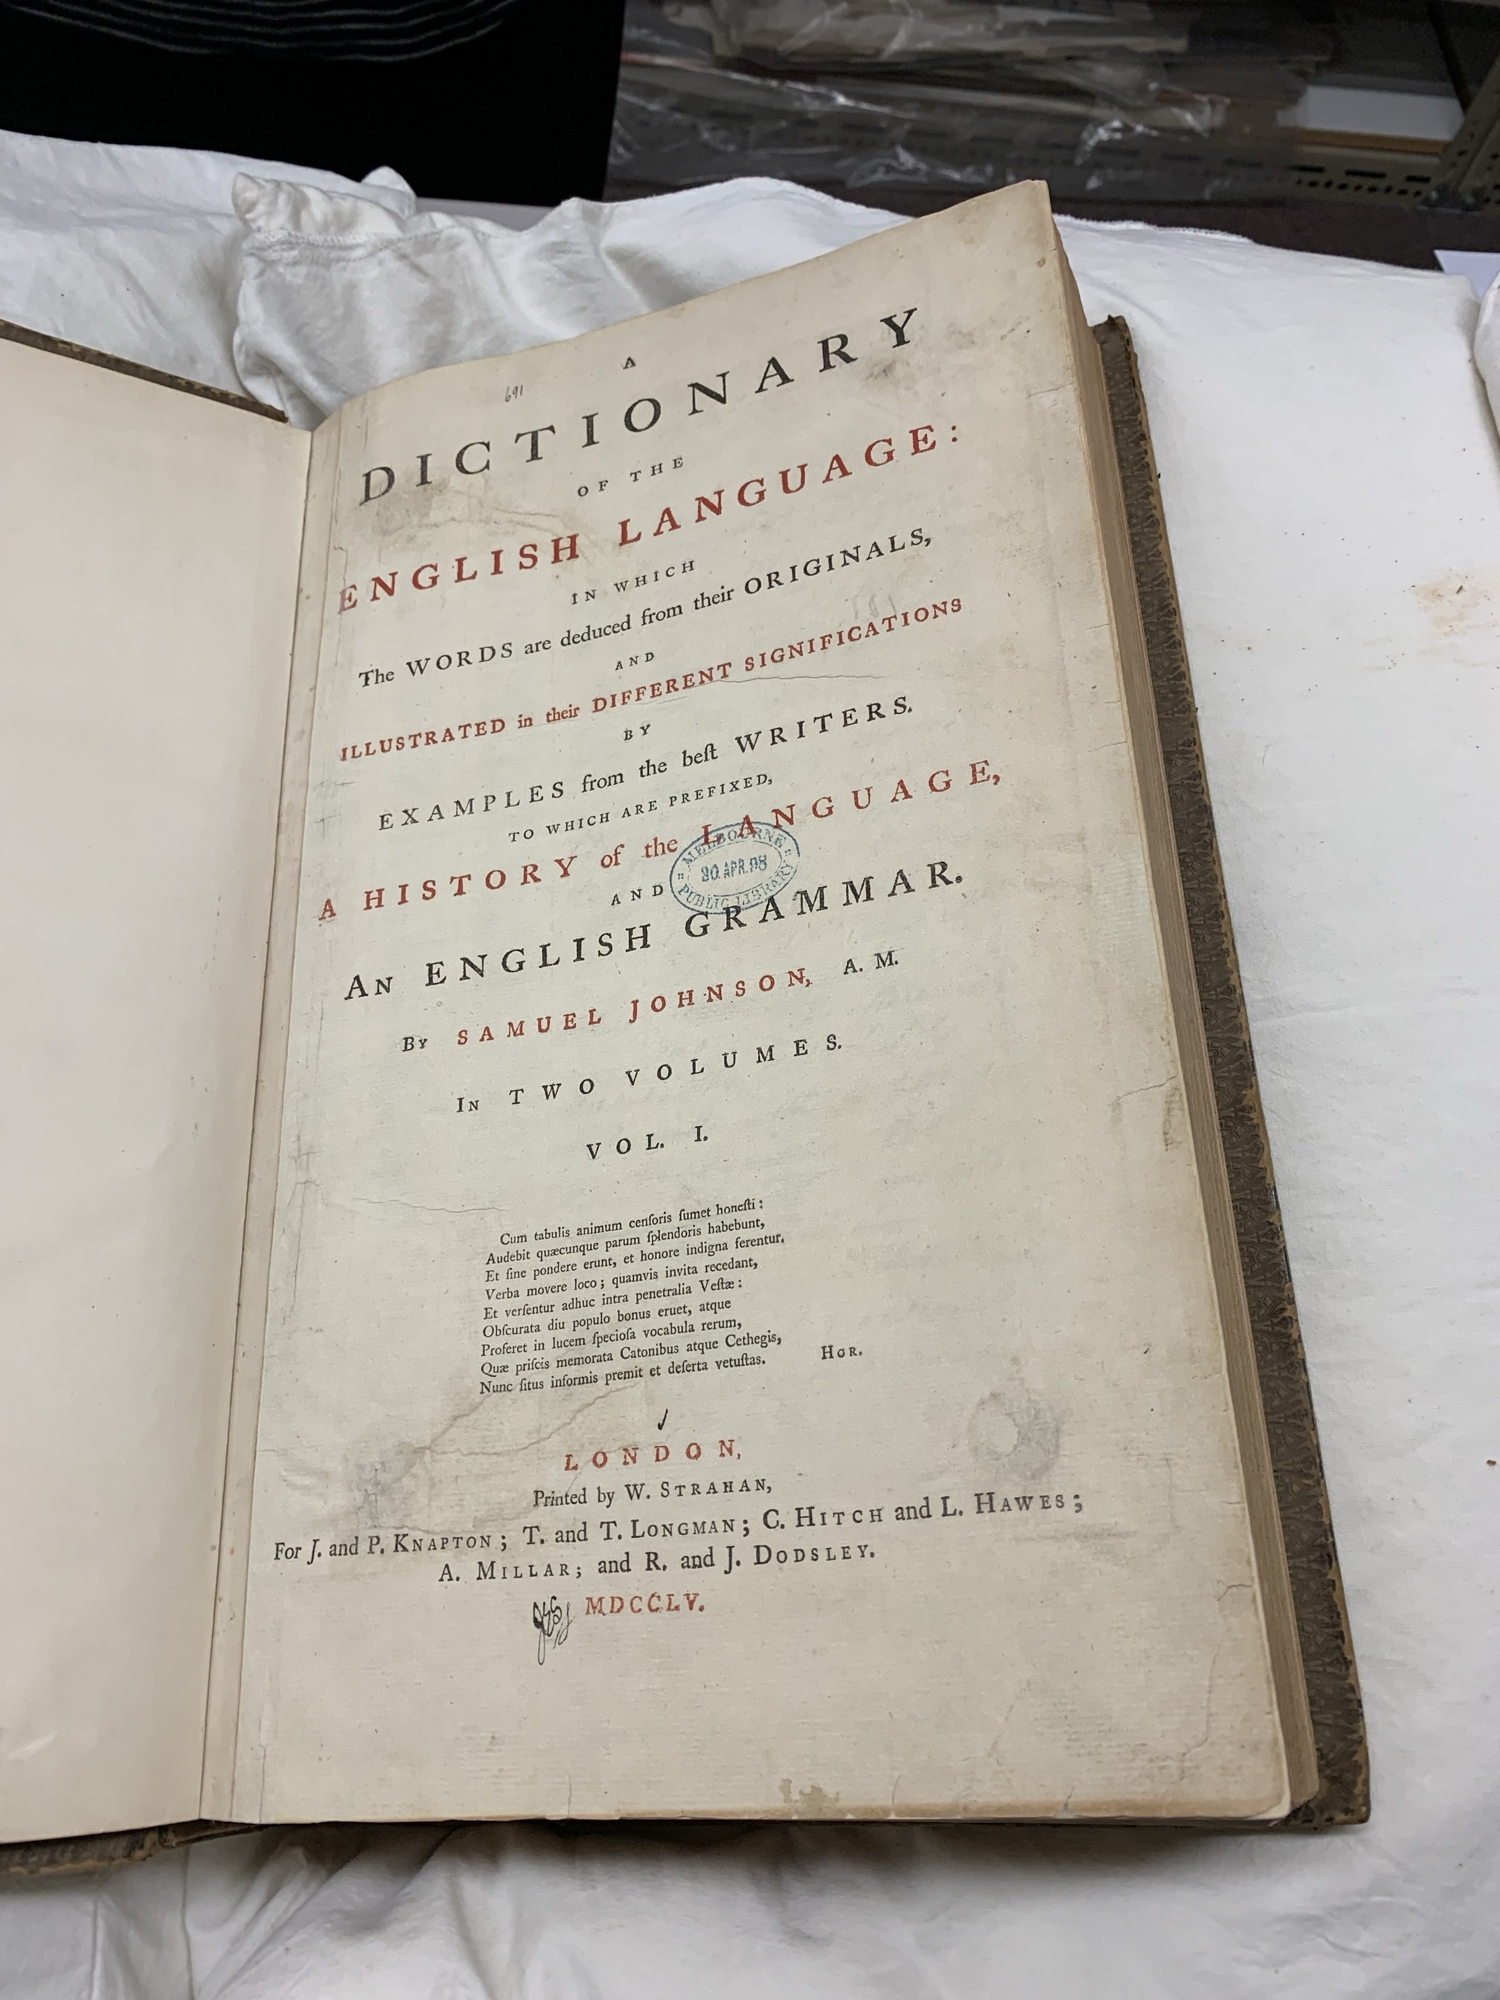 691
A
DICTIONARY
OF THE
ENGLISH LANGUAGE:
IN WHICH
The WORDS are deduced from their ORIGINALS,
AND
ILLUSTRATED in their DIFFERENT SIGNIFICATIONS
BY
EXAMPLES from the beſt WRITERS.
TO WHICH ARE PREFIXED,
A HISTORY of the LANGUAGE,
AND
AN ENGLISH GRAMMAR.
MELBOURNE
30 APR. 08
PUBLIC LIBRARY
BY SAMUEL JOHNSON, A. M.
IN TWO VOLUMES.
VOL. I.
Cum tabulis animum cenſoris ſumet honeſti:
Audebit quæcunque parum ſplendoris habebunt,
Et ſine pondere erunt, et honore indigna ferentur.
Verba movere loco; quamvis invita recedant,
Et verſentur adhuc intra penetralia Veſtæ:
Obſcurata diu populo bonus eruet, atque
Proferet in lucem ſpecioſa vocabula rerum,
Quæ priſcis memorata Catonibus atque Cethegis,
Nunc ſitus informis premit et deſerta vetuſtas. HOR.
LONDON,
Printed by W. STRAHAN,
For J. and P. KNAPTON; T. and T. LONGMAN; C. HITCH and L. HAWES;
A. MILLAR; and R. and J. DODSLEY.
MDCCLV.